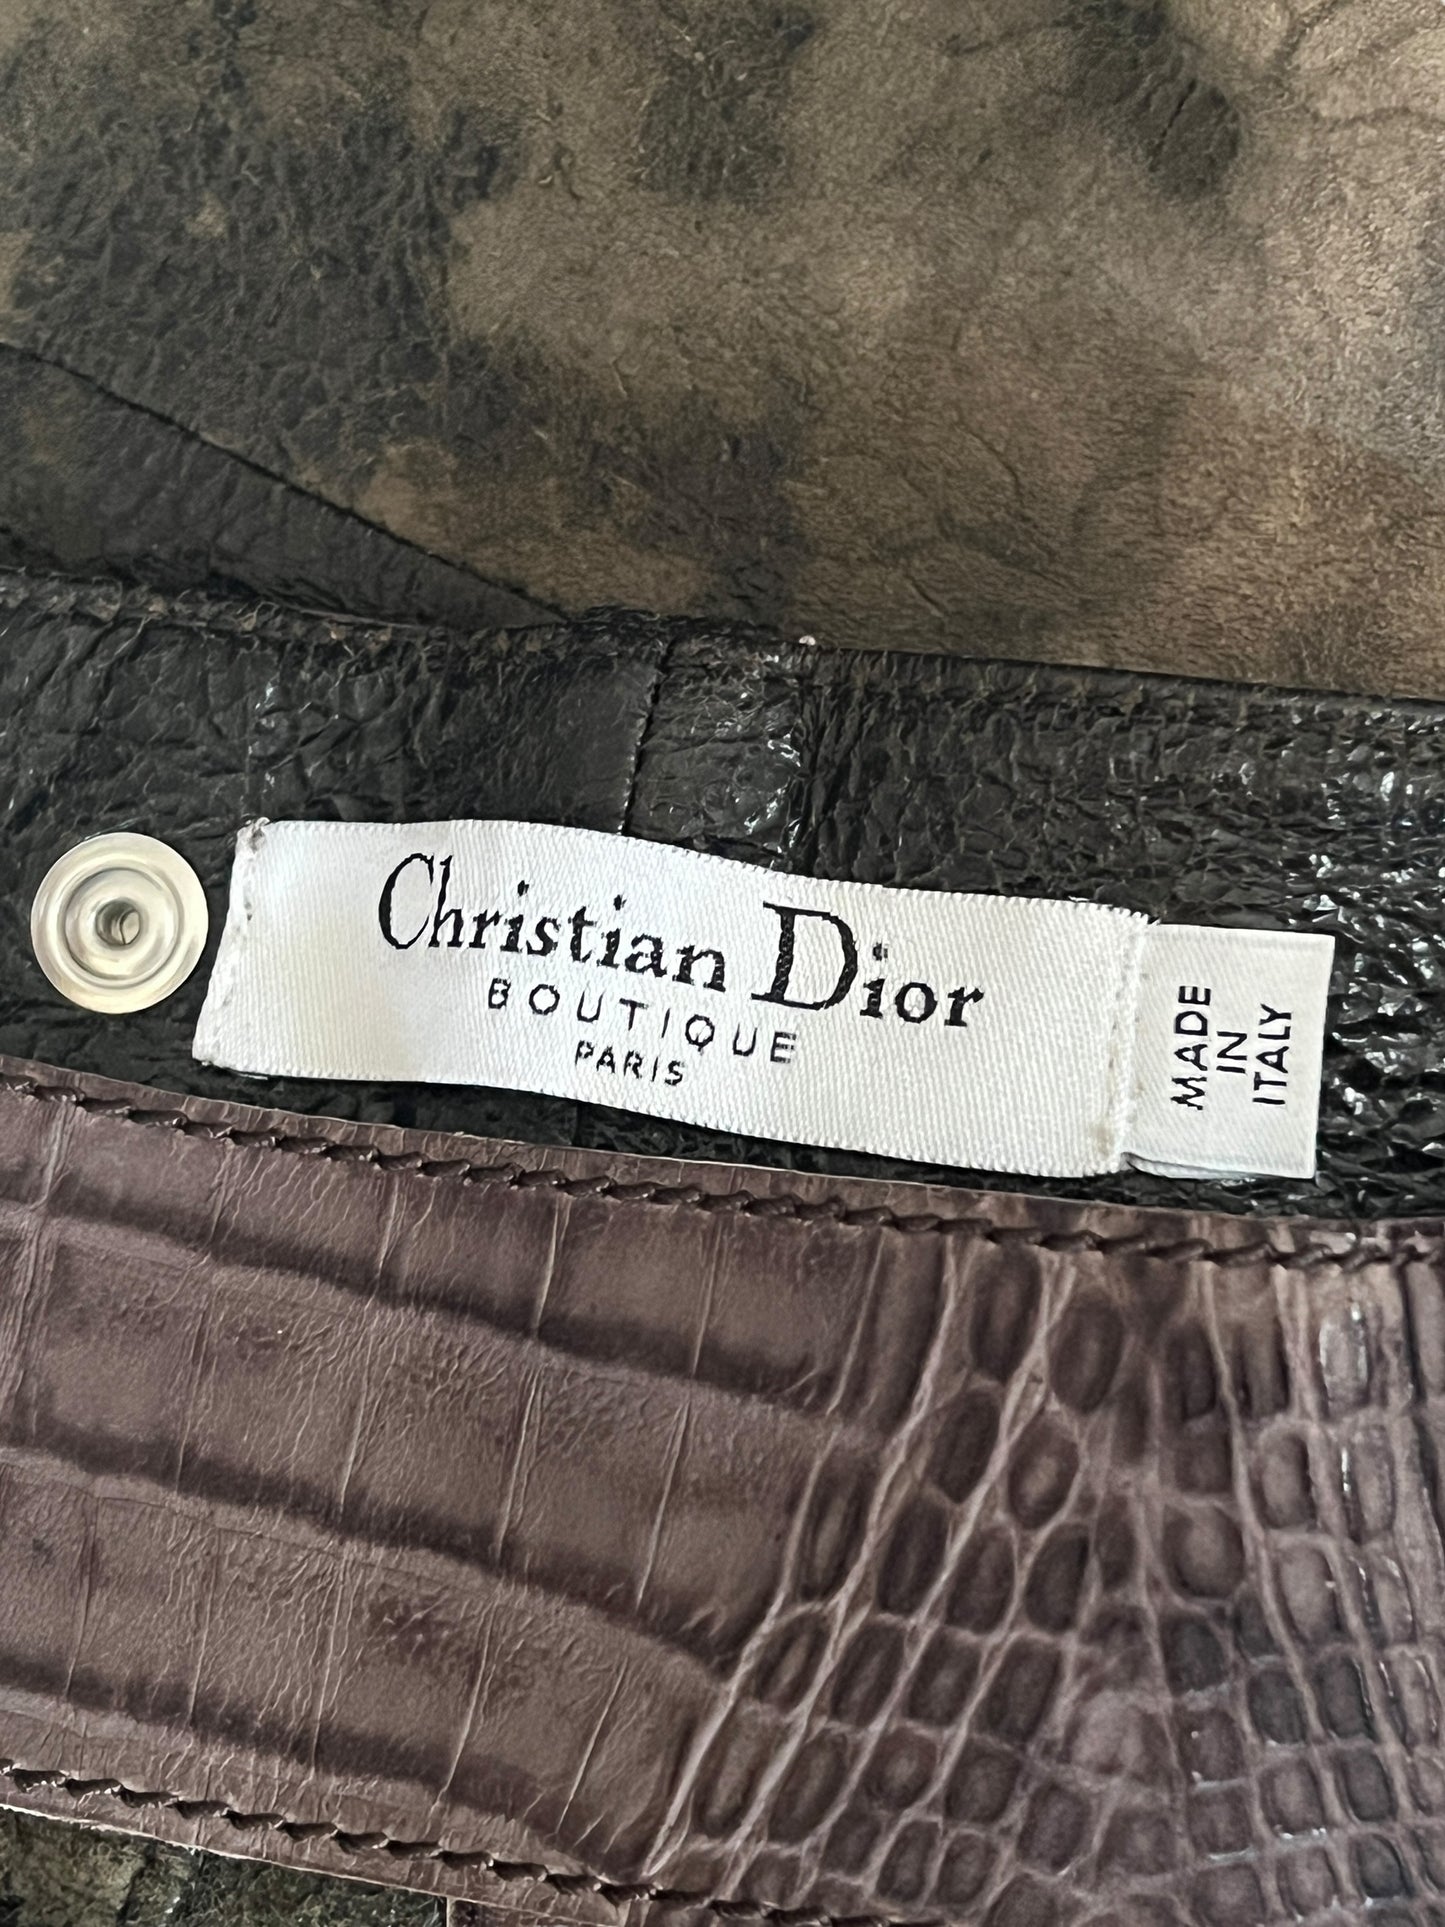 Christian Dior
BOUTIQUE
PARIS
MADE
IN
ITALY